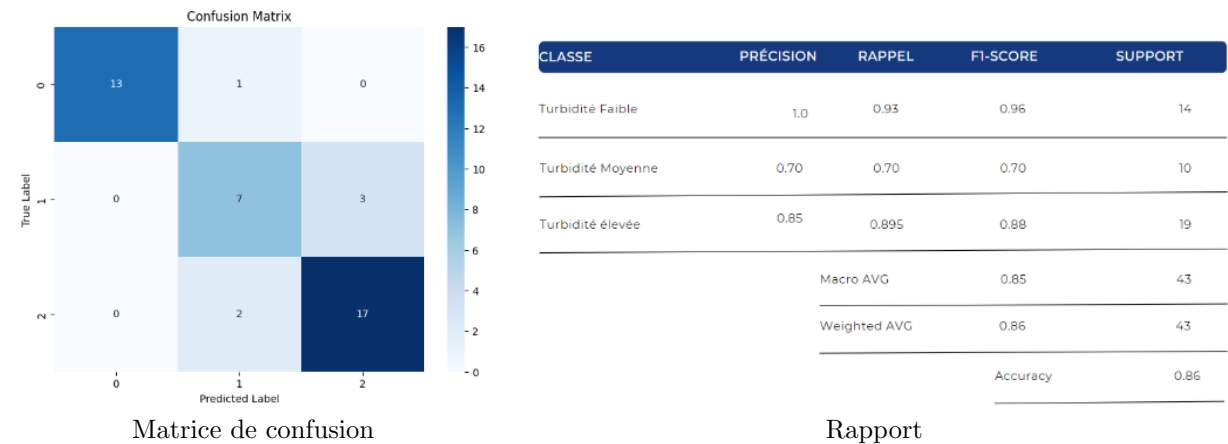 Confusion Matrix
0 13 1 0
1 0 7 3
2 0 2 17
0 1 2
True Label
Predicted Label
16
14
12
10
8
6
4
2
0
Matrice de confusion
CLASSE PRÉCISION RAPPEL F1-SCORE SUPPORT
Turbidité Faible 1.0 0.93 0.96 14
Turbidité Moyenne 0.70 0.70 0.70 10
Turbidité élevée 0.85 0.895 0.88 19
Macro AVG 0.85 43
Weighted AVG 0.86 43
Accuracy 0.86
Rapport